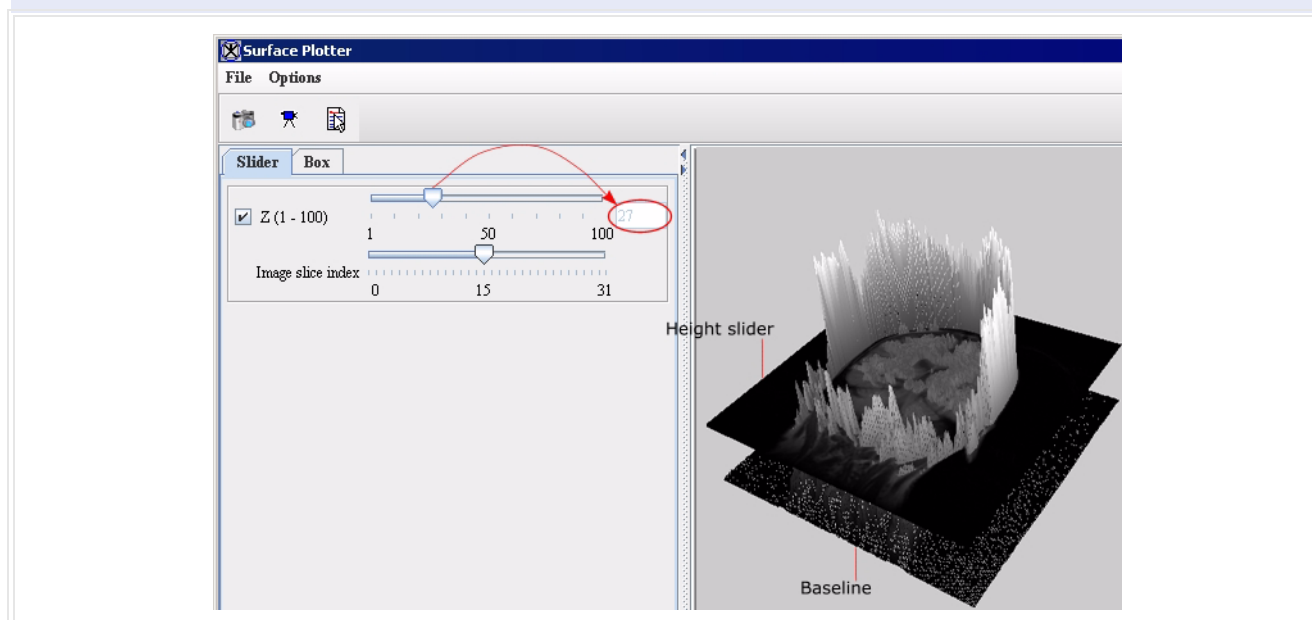 Surface Plotter
File Options
Slider Box
Z (1 - 100)
27
1 50 100
Image slice index
0 15 31
Height slider
Baseline